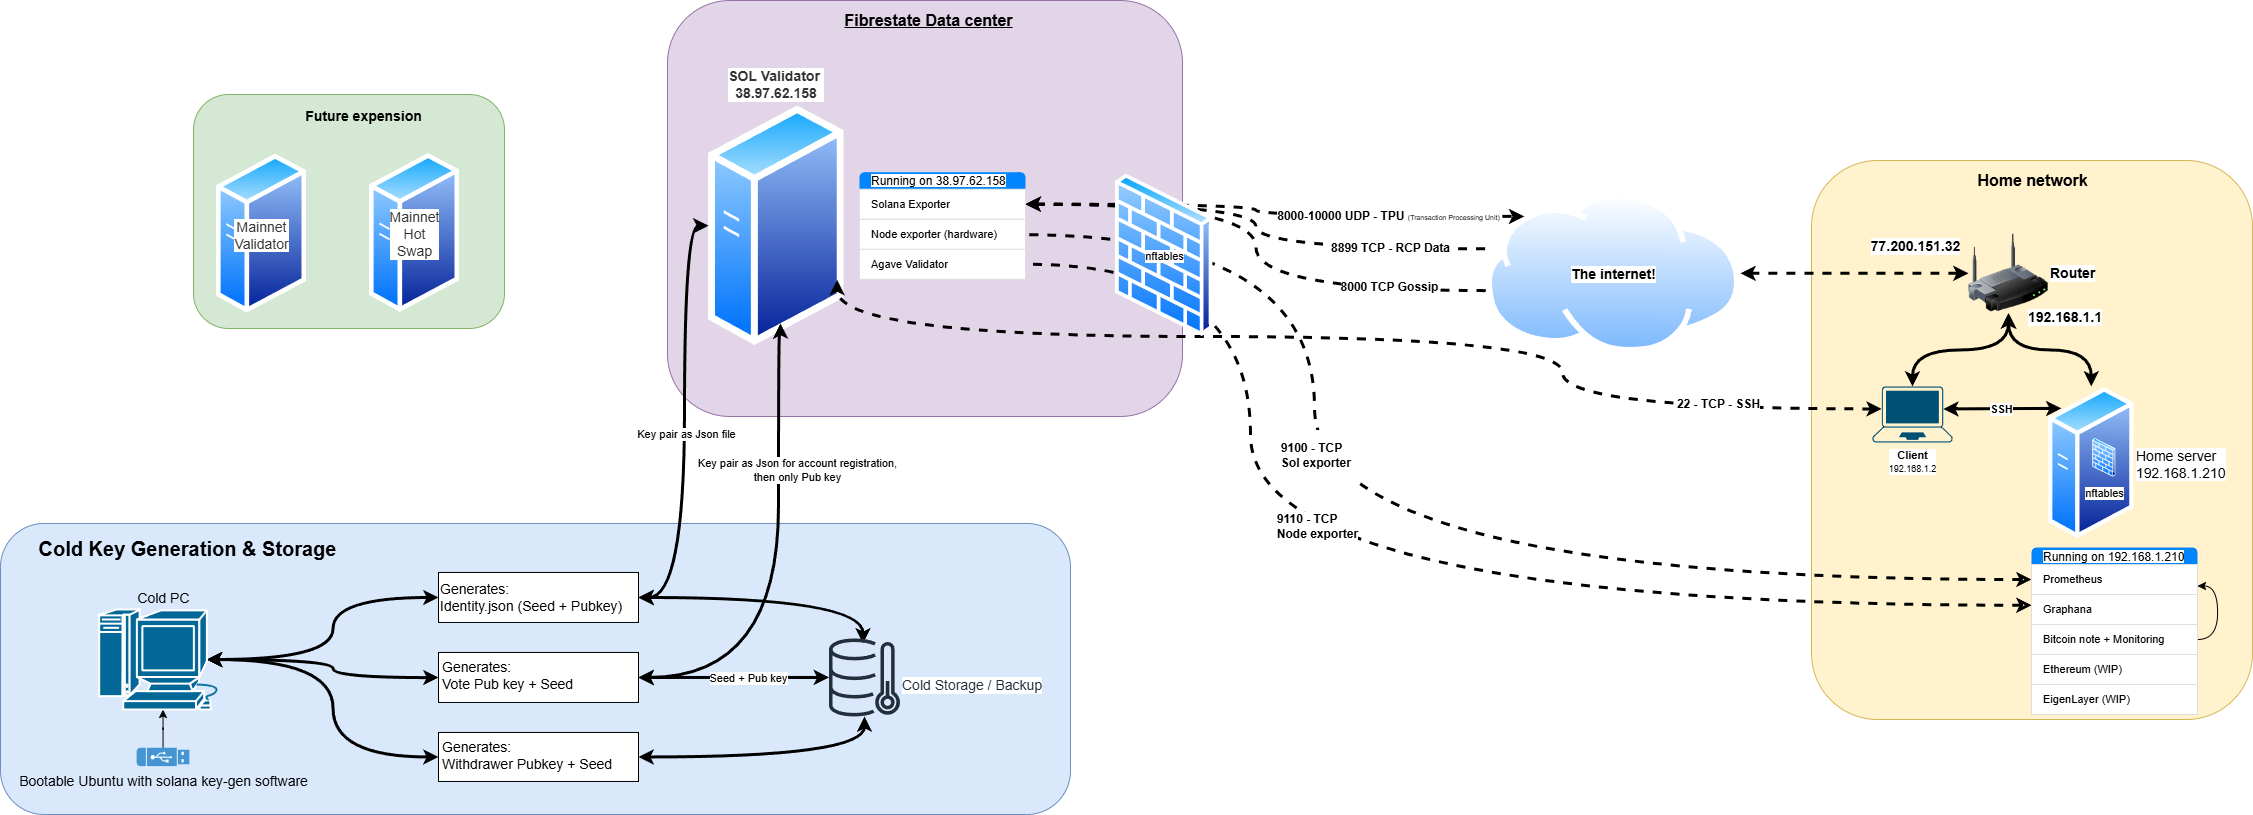 Fibrestate Data center
SOL Validator
38.97.62.158
Running on 38.97.62.158
Solana Exporter
Node exporter (hardware)
Agave Validator
nftables
Future expension
Mainnet
Validator
Mainnet
Hot
Swap
8000-10000 UDP - TPU (Transaction Processing Unit)
8899 TCP - RCP Data
8000 TCP Gossip
The internet!
22 - TCP - SSH
9100 - TCP
Sol exporter
9110 - TCP
Node exporter
Home network
77.200.151.32
Router
192.168.1.1
SSH
Client
192.168.1.2
Home server
192.168.1.210
nftables
Running on 192.168.1.210
Prometheus
Graphana
Bitcoin note + Monitoring
Ethereum (WIP)
EigenLayer (WIP)
Key pair as Json file
Key pair as Json for account registration,
then only Pub key
Cold Key Generation & Storage
Cold PC
Bootable Ubuntu with solana key-gen software
Generates:
Identity.json (Seed + Pubkey)
Generates:
Vote Pub key + Seed
Generates:
Withdrawer Pubkey + Seed
Seed + Pub key
Cold Storage / Backup